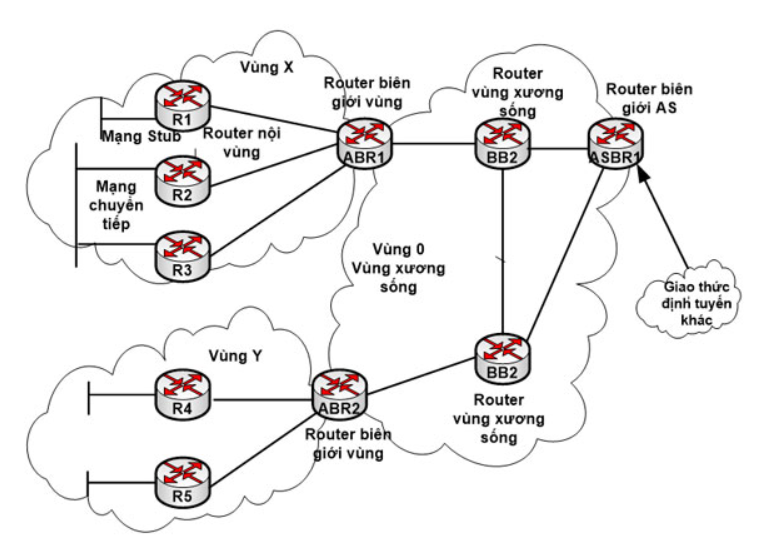 Vùng X
Router biên
giới vùng
Router
vùng xương
sống
Router biên
giới AS
R1
Mạng Stub
Router nội
vùng
ABR1
BB2
ASBR1
R2
Mạng
chuyển
tiếp
R3
Vùng 0
Vùng xương
sống
Giao thức
định tuyến
khác
Vùng Y
BB2
R4
ABR2
Router
vùng xương
sống
Router biên
giới vùng
R5